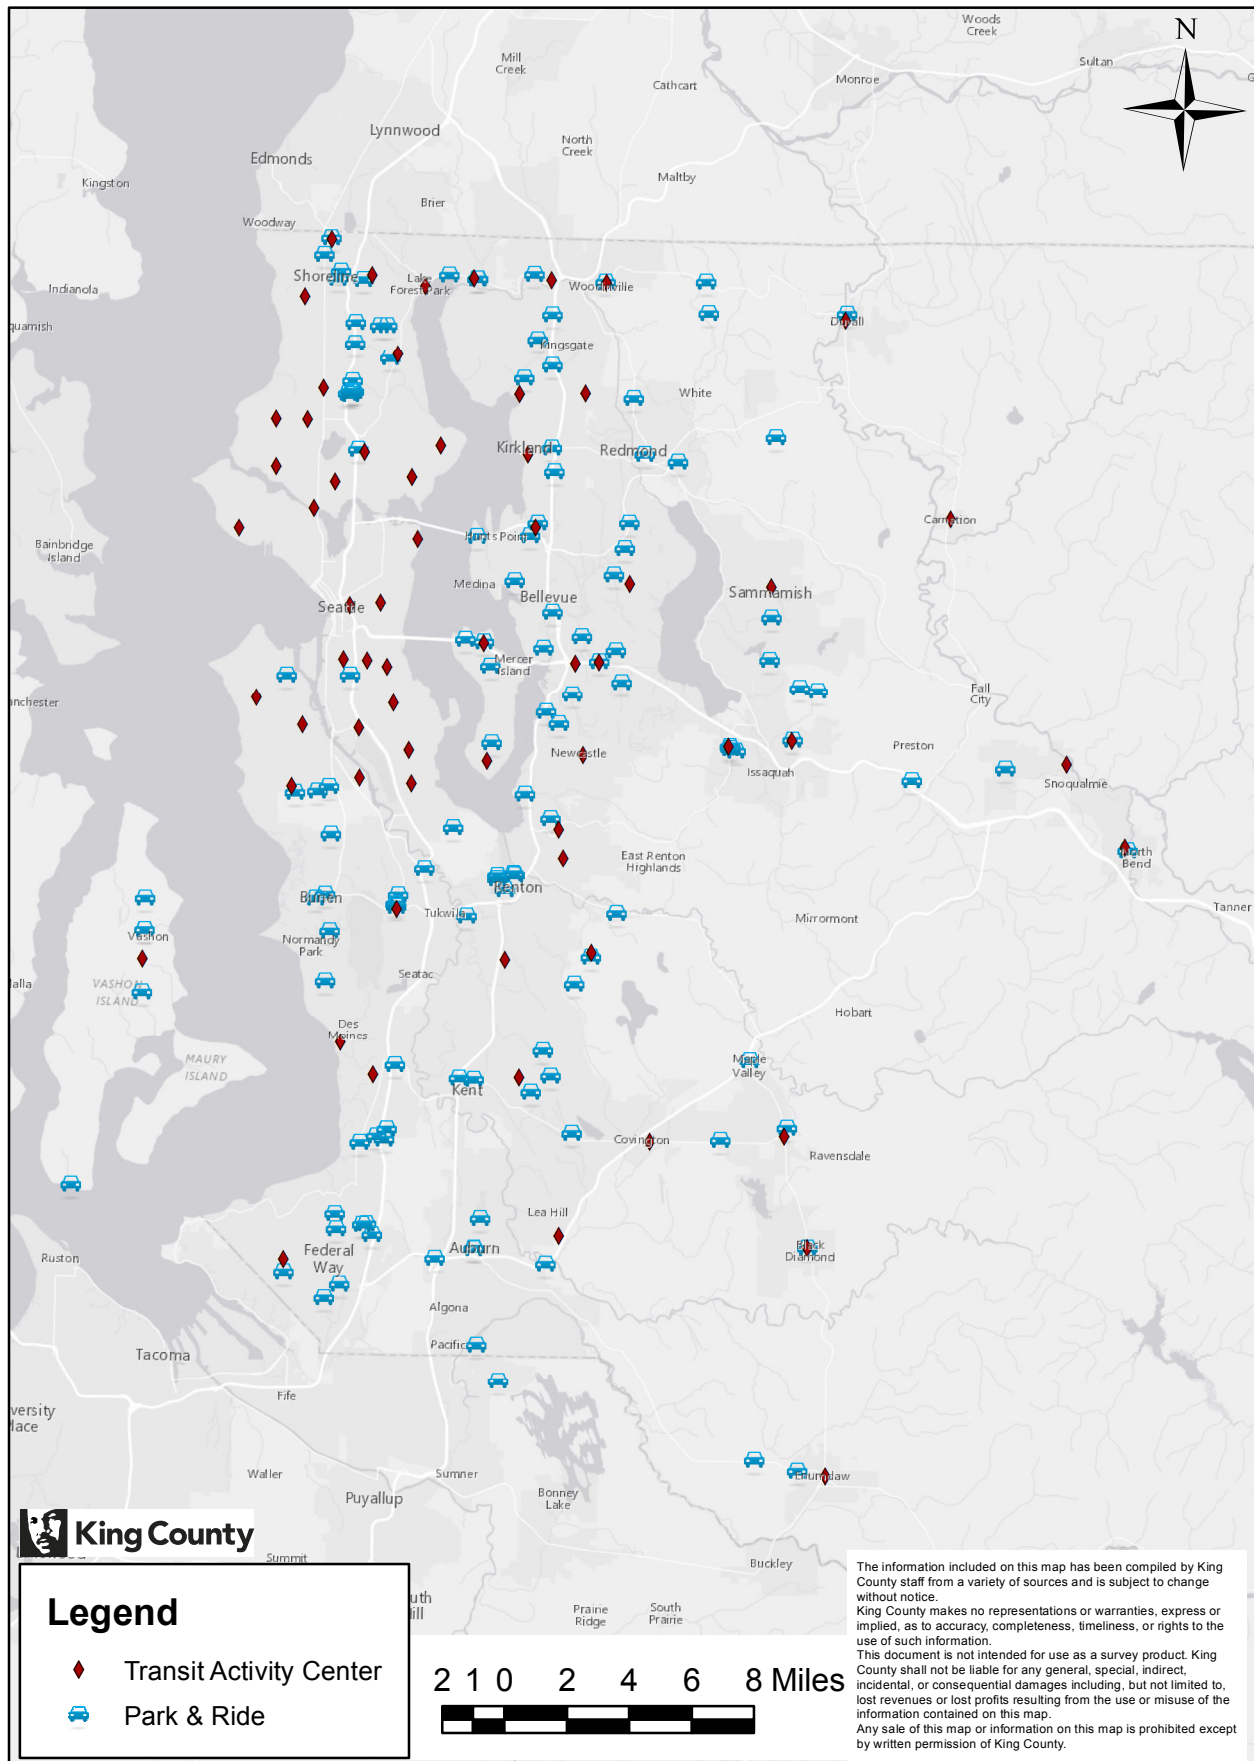 Woods
Creek
N
Mill
Creek
Sultan
Monroe
Cathcart
Lynnwood
North
Creek
Edmonds
Maltby
Kingston
Brier
Woodway
Shoreline
Lake
Forest Park
Woodinville
Indianola
Duvall
quamish
Kingsgate
White
Kirkland
Redmond
Carnation
Hunts Point
Bainbridge
Island
Medina
Bellevue
Sammamish
Seattle
Mercer
Island
Fall
City
anchester
Preston
Newcastle
Issaquah
Snoqualmie
East Renton
Highlands
North
Bend
Renton
Burien
Tanner
Tukwila
Mirrormont
Vashon
Normandy
Park
Seatac
alla
VASHON
ISLAND
Hobart
Des
Moines
MAURY
ISLAND
Maple
Valley
Kent
Covington
Ravensdale
Lea Hill
Auburn
Black
Diamond
Federal
Way
Ruston
Algona
Pacific
Tacoma
Fife
versity
lace
Waller
Sumner
Enumclaw
Puyallup
Bonney
Lake
King County
Summit
Buckley
uth
ill
Prairie
Ridge
South
Prairie
Legend
Transit Activity Center
Park & Ride
2 1 0 2 4 6 8 Miles
The information included on this map has been compiled by King
County staff from a variety of sources and is subject to change
without notice.
King County makes no representations or warranties, express or
implied, as to accuracy, completeness, timeliness, or rights to the
use of such information.
This document is not intended for use as a survey product. King
County shall not be liable for any general, special, indirect,
incidental, or consequential damages including, but not limited to,
lost revenues or lost profits resulting from the use or misuse of the
information contained on this map.
Any sale of this map or information on this map is prohibited except
by written permission of King County.